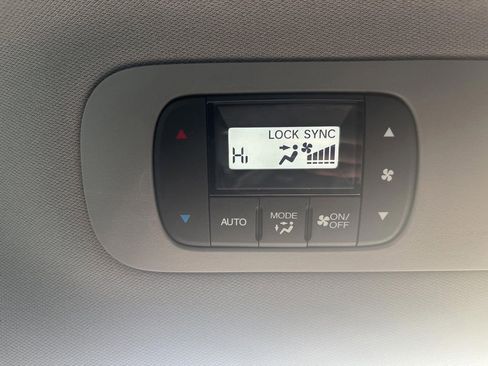 LOCK SYNC
Hi
AUTO
MODE
ON/
OFF